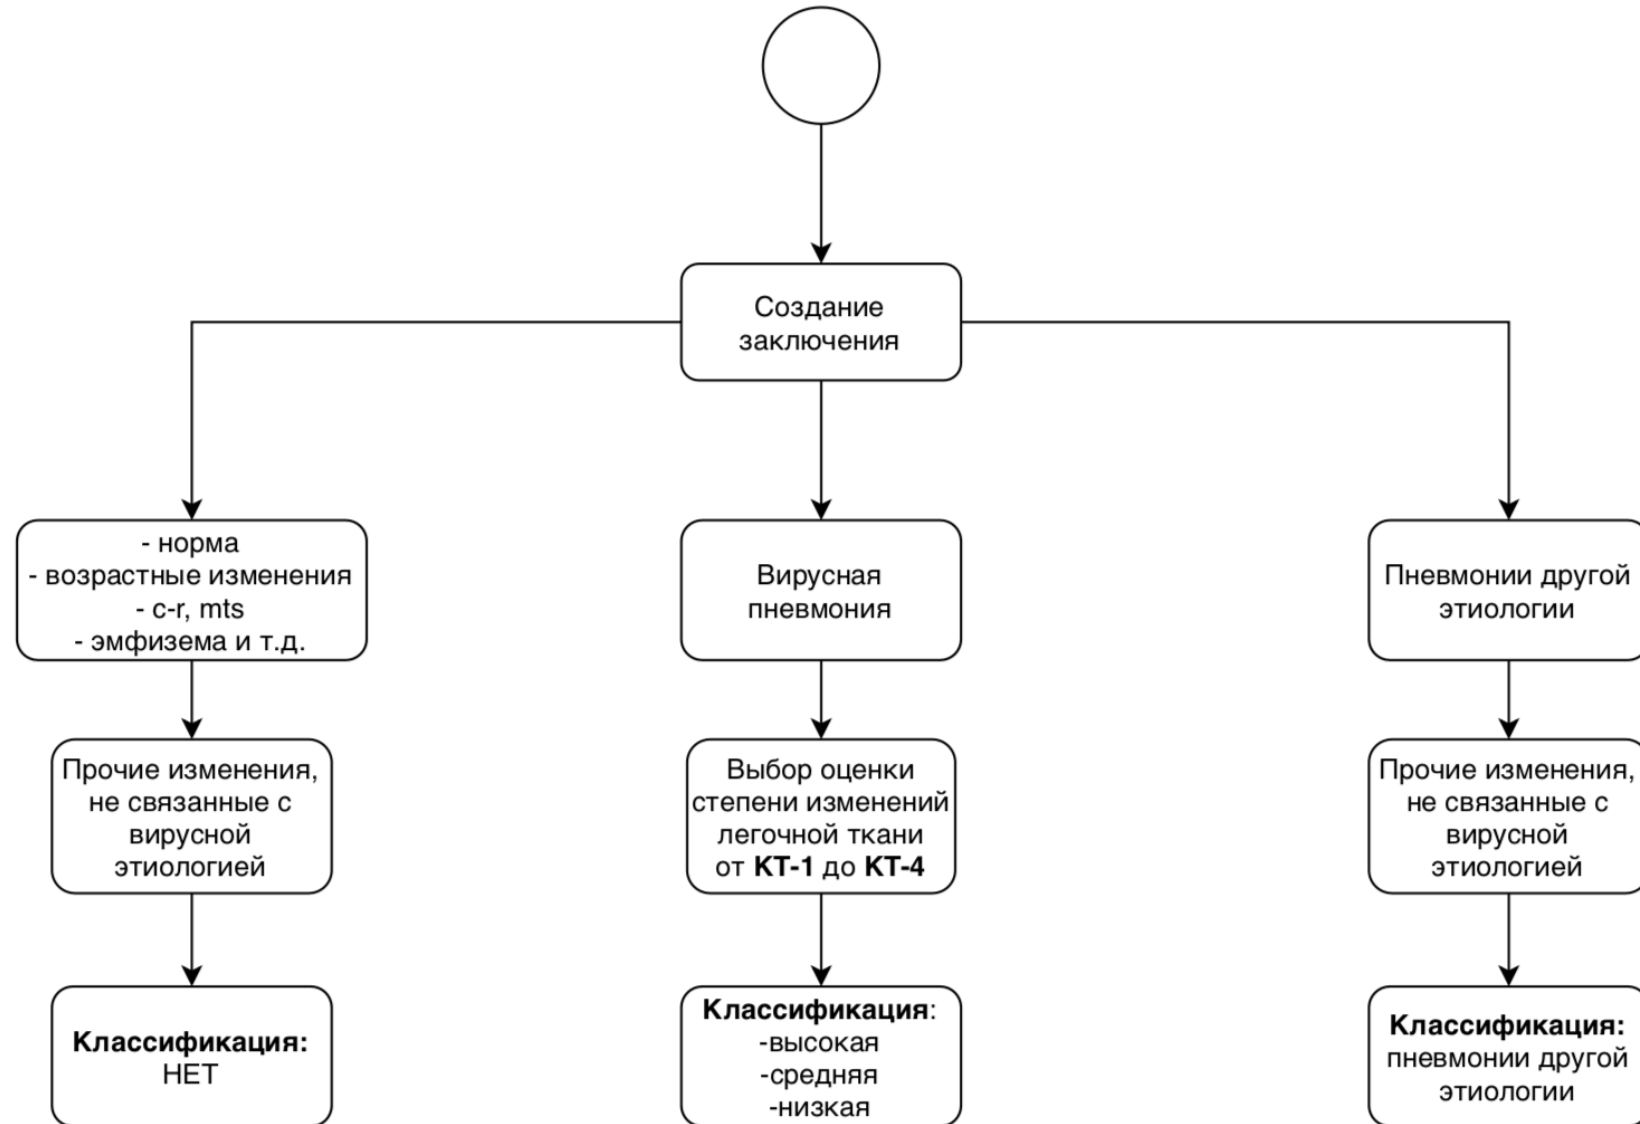 Создание
заключения
- норма
- возрастные изменения
- c-r, mts
- эмфизема и т.д.
Вирусная
пневмония
Пневмонии другой
этиологии
Прочие изменения,
не связанные с
вирусной
этиологией
Выбор оценки
степени изменений
легочной ткани
от КТ-1 до КТ-4
Прочие изменения,
не связанные с
вирусной
этиологией
Классификация:
НЕТ
Классификация:
-высокая
-средняя
-низкая
Классификация:
пневмонии другой
этиологии